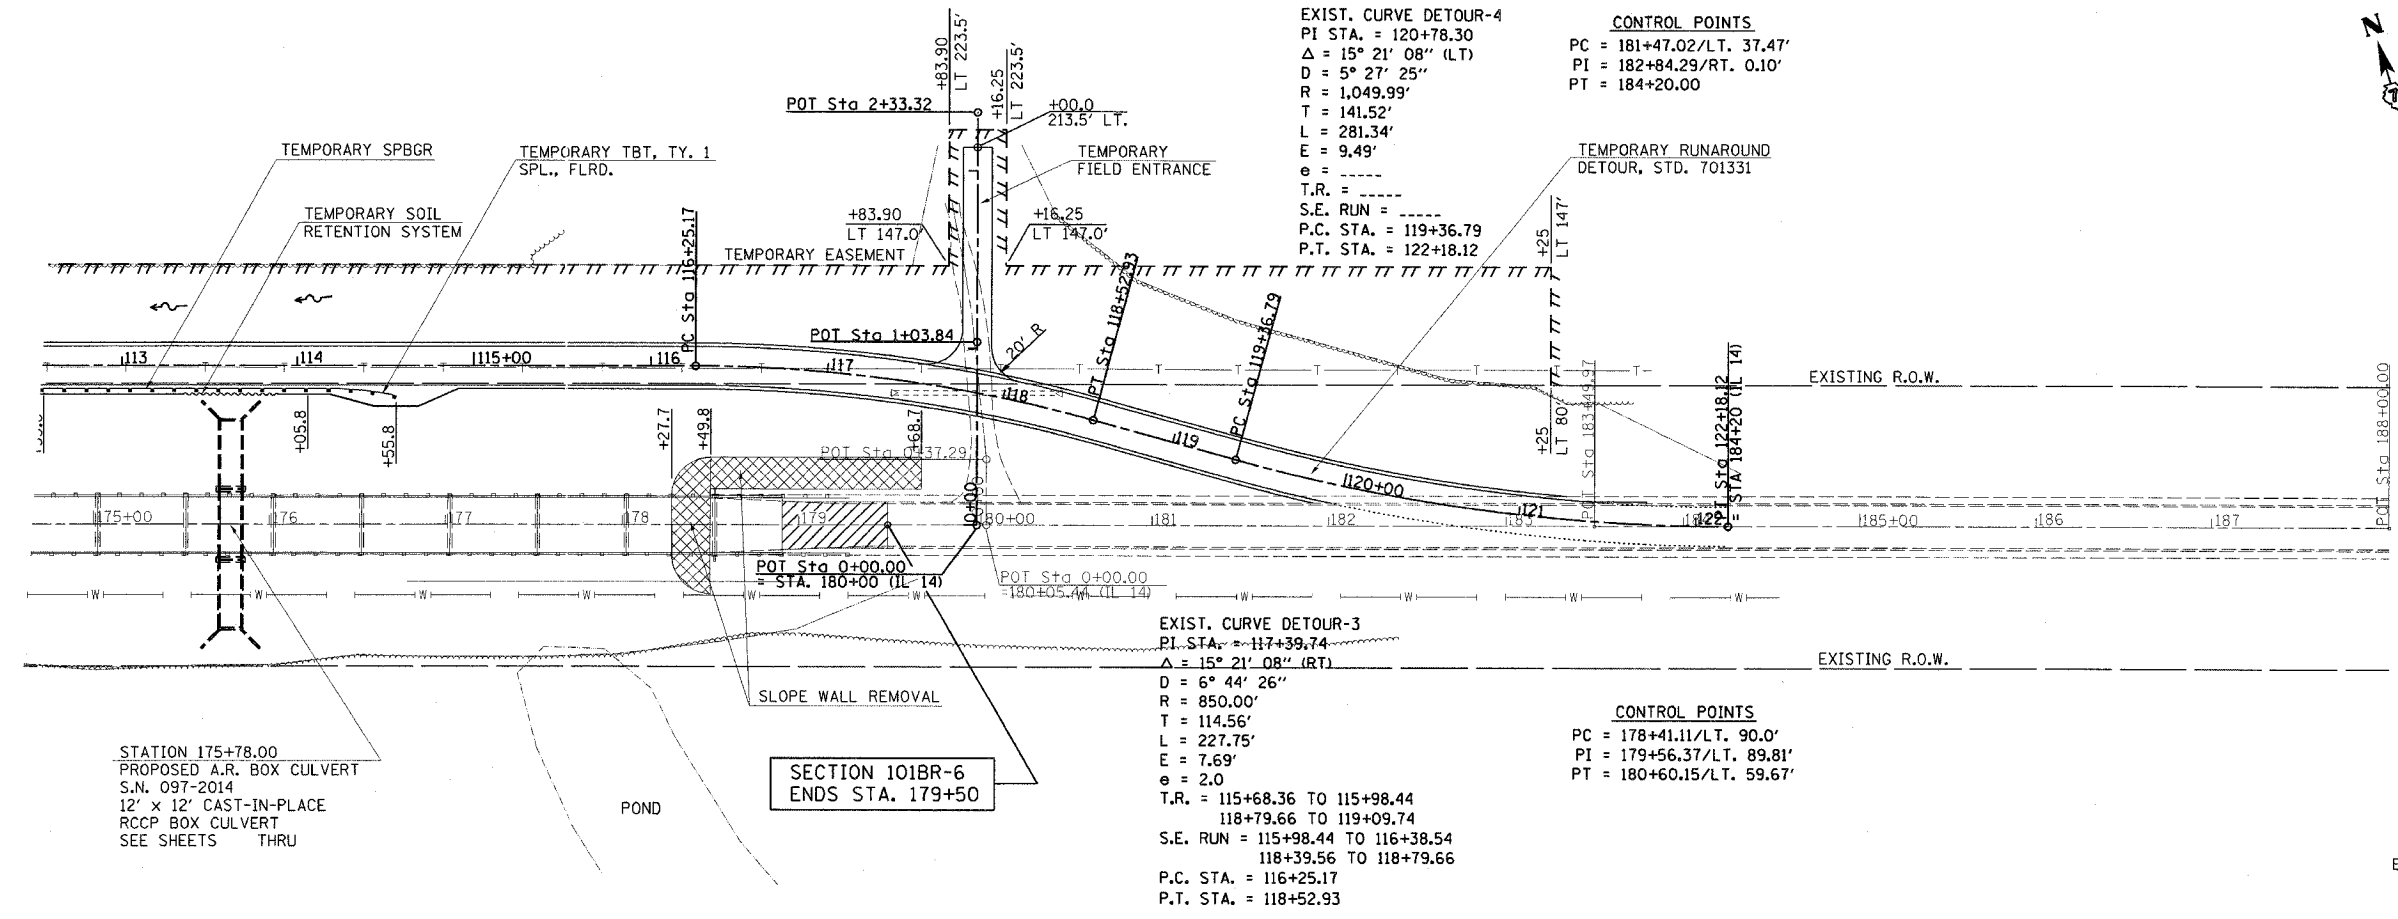 EXIST. CURVE DETOUR-4
PI STA. = 120+78.30
Δ = 15° 21' 08'' (LT)
D = 5° 27' 25''
R = 1,049.99'
T = 141.52'
L = 281.34'
E = 9.49'
e = -----
T.R. = -----
S.E. RUN = -----
P.C. STA. = 119+36.79
P.T. STA. = 122+18.12
CONTROL POINTS
PC = 181+47.02/LT. 37.47'
PI = 182+84.29/RT. 0.10'
PT = 184+20.00
N
+83.90
LT 223.5'
+16.25
LT 223.5'
POT Sta 2+33.32
+00.0
213.5' LT.
TEMPORARY SPBGR
TEMPORARY TBT, TY. 1
SPL., FLRD.
TEMPORARY
FIELD ENTRANCE
TEMPORARY RUNAROUND
DETOUR, STD. 701331
TEMPORARY SOIL
RETENTION SYSTEM
+83.90
LT 147.0'
+16.25
LT 147.0'
+25
LT 147'
TEMPORARY EASEMENT
PC Sta 116+25.17
PT Sta 118+52.93
PC Sta 119+36.79
POT Sta 1+03.84
20' R
113
114
115+00
116
117
118
119
120+00
121
122
EXISTING R.O.W.
+05.8
+55.8
+27.7
+49.8
+68.7
POT Sta 0+37.29
+25
LT 80'
POT Sta 183+49.97
PT Sta 122+18.12
= STA 184+20 (IL 14)
POT Sta 188+00.00
175+00
176
177
178
179
0+00
180+00
181
182
183
185+00
186
187
POT Sta 0+00.00
= STA. 180+00 (IL 14)
POT Sta 0+00.00
=180+05.44 (IL 14)
W W W W W W W W W W W
EXIST. CURVE DETOUR-3
PI STA. = 117+39.74
Δ = 15° 21' 08'' (RT)
D = 6° 44' 26''
R = 850.00'
T = 114.56'
L = 227.75'
E = 7.69'
e = 2.0
T.R. = 115+68.36 TO 115+98.44
118+79.66 TO 119+09.74
S.E. RUN = 115+98.44 TO 116+38.54
118+39.56 TO 118+79.66
P.C. STA. = 116+25.17
P.T. STA. = 118+52.93
EXISTING R.O.W.
SLOPE WALL REMOVAL
CONTROL POINTS
PC = 178+41.11/LT. 90.0'
PI = 179+56.37/LT. 89.81'
PT = 180+60.15/LT. 59.67'
STATION 175+78.00
PROPOSED A.R. BOX CULVERT
S.N. 097-2014
12' x 12' CAST-IN-PLACE
RCCP BOX CULVERT
SEE SHEETS THRU
SECTION 101BR-6
ENDS STA. 179+50
POND